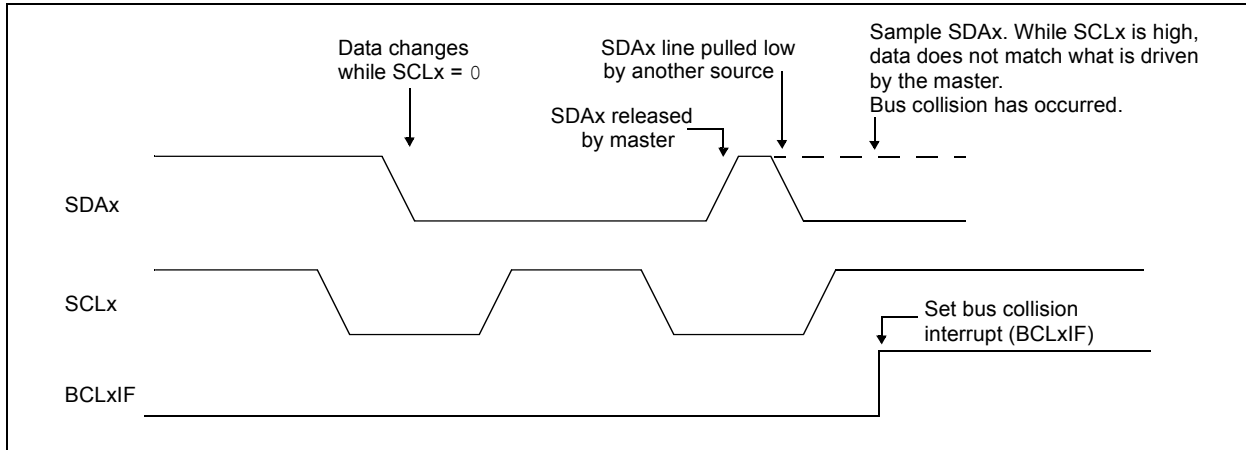 Data changes
while SCLx = 0
SDAx line pulled low
by another source
SDAx released
by master
Sample SDAx. While SCLx is high,
data does not match what is driven
by the master.
Bus collision has occurred.
SDAx
SCLx
Set bus collision
interrupt (BCLxIF)
BCLxIF